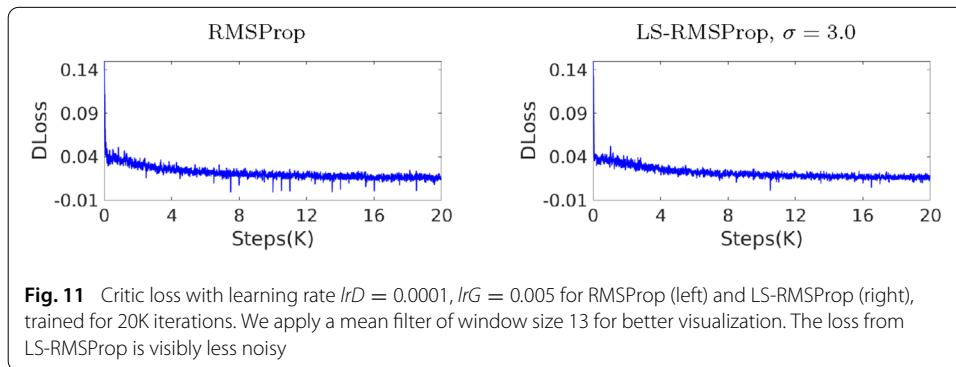 RMSProp
LS-RMSProp, σ = 3.0
0.14
0.09
0.04
-0.01
DLoss
0 4 8 12 16 20
Steps(K)
0.14
0.09
0.04
-0.01
DLoss
0 4 8 12 16 20
Steps(K)
Fig. 11 Critic loss with learning rate lrD = 0.0001, lrG = 0.005 for RMSProp (left) and LS-RMSProp (right),
trained for 20K iterations. We apply a mean filter of window size 13 for better visualization. The loss from
LS-RMSProp is visibly less noisy